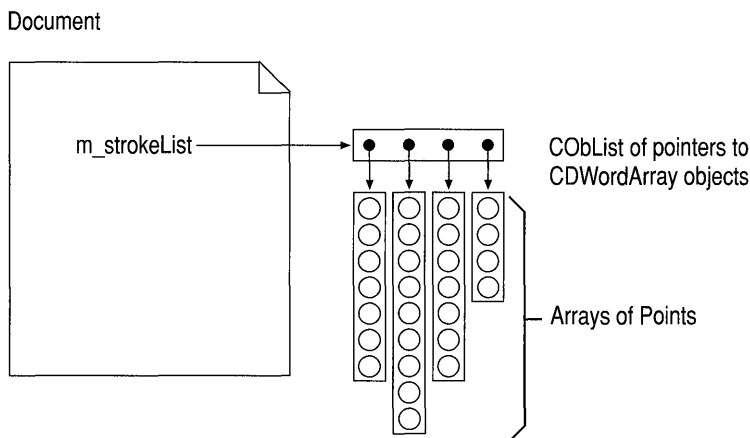 Document
m_strokeList
CObList of pointers to
CDWordArray objects
Arrays of Points